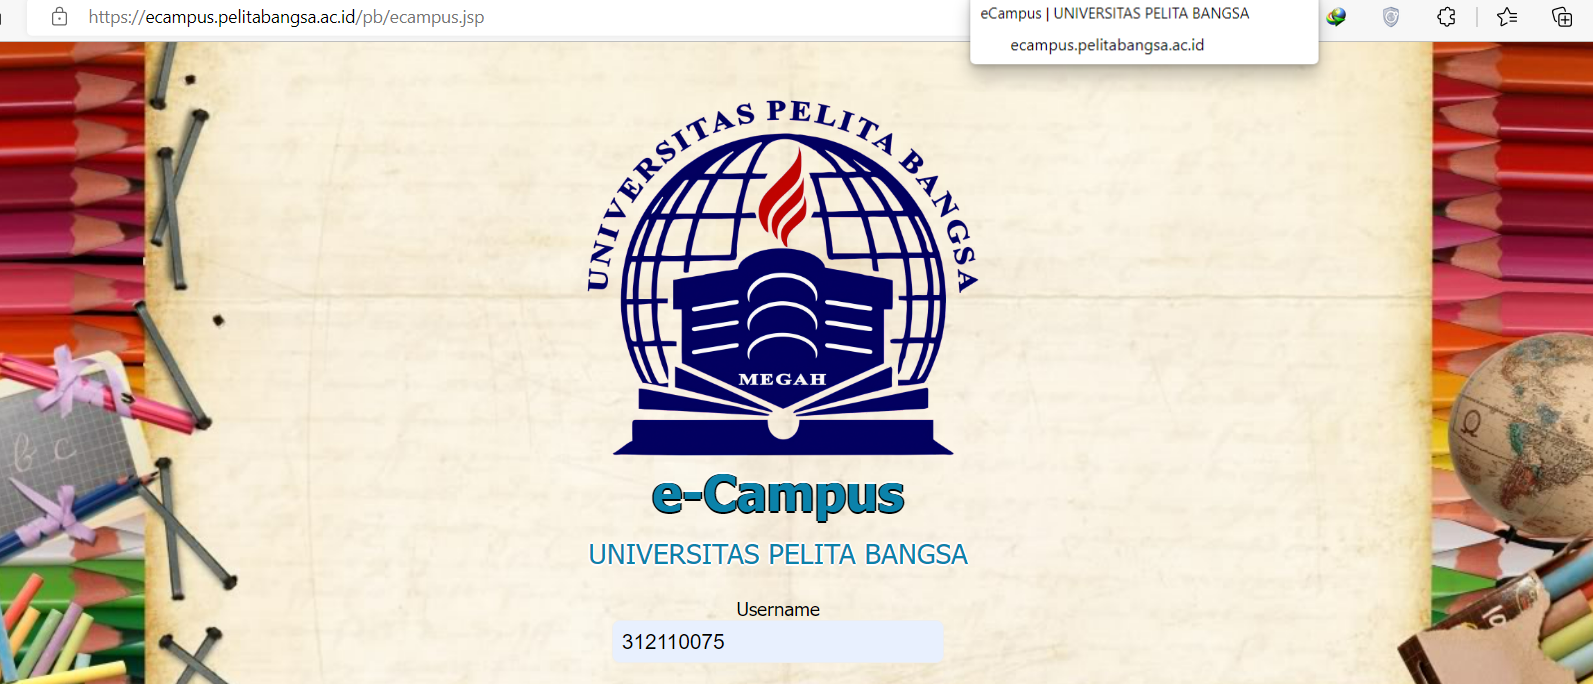 https://ecampus.pelitabangsa.ac.id/pb/ecampus.jsp
eCampus | UNIVERSITAS PELITA BANGSA
ecampus.pelitabangsa.ac.id
UNIVERSITAS PELITA BANGSA
MEGAH
e-Campus
UNIVERSITAS PELITA BANGSA
Username
312110075
b c